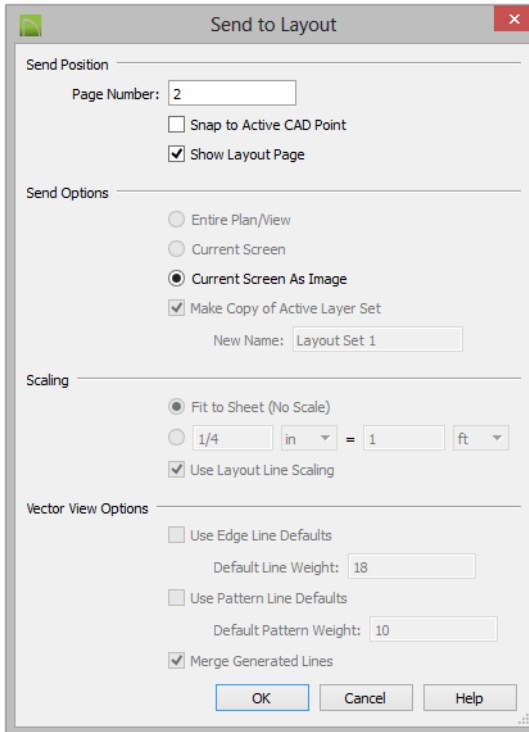 Send to Layout
Send Position
Page Number: 2
Snap to Active CAD Point
Show Layout Page
Send Options
Entire Plan/View
Current Screen
Current Screen As Image
Make Copy of Active Layer Set
New Name: Layout Set 1
Scaling
Fit to Sheet (No Scale)
1/4 in = 1 ft
Use Layout Line Scaling
Vector View Options
Use Edge Line Defaults
Default Line Weight: 18
Use Pattern Line Defaults
Default Pattern Weight: 10
Merge Generated Lines
OK Cancel Help